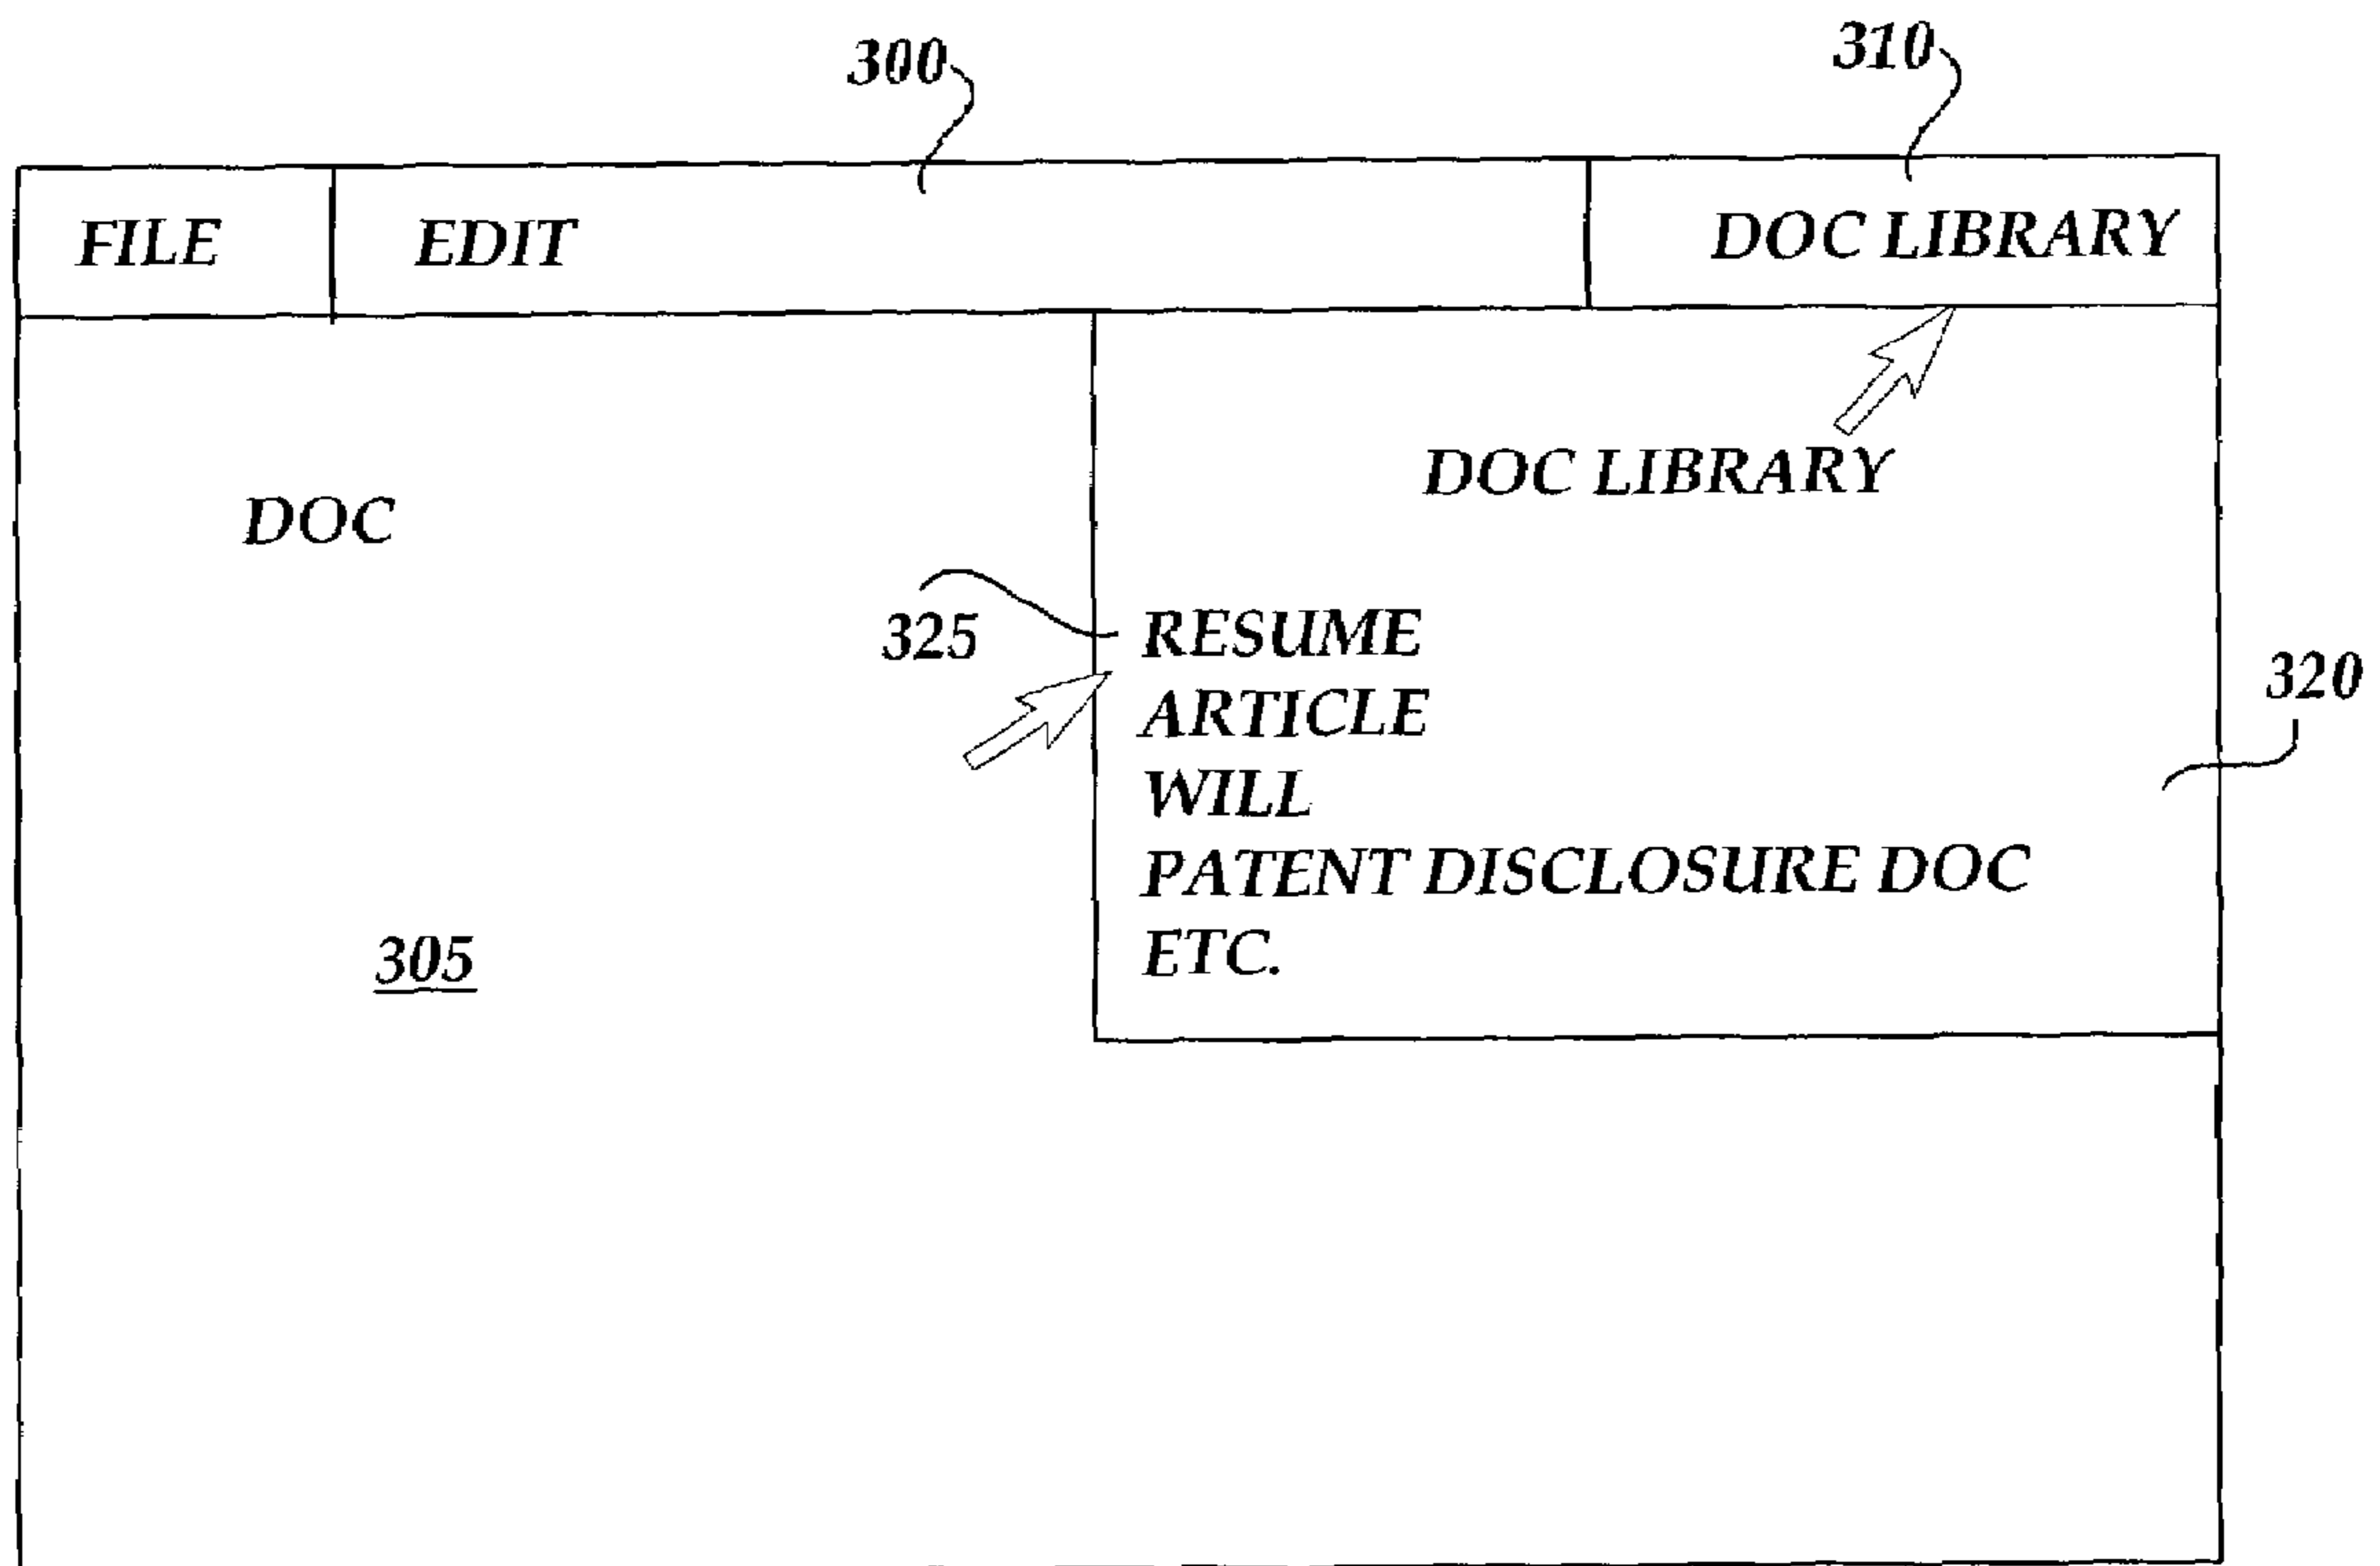 300
310
FILE EDIT DOC LIBRARY
DOC LIBRARY
DOC
325
RESUME
ARTICLE
WILL
PATENT DISCLOSURE DOC
ETC.
320
305